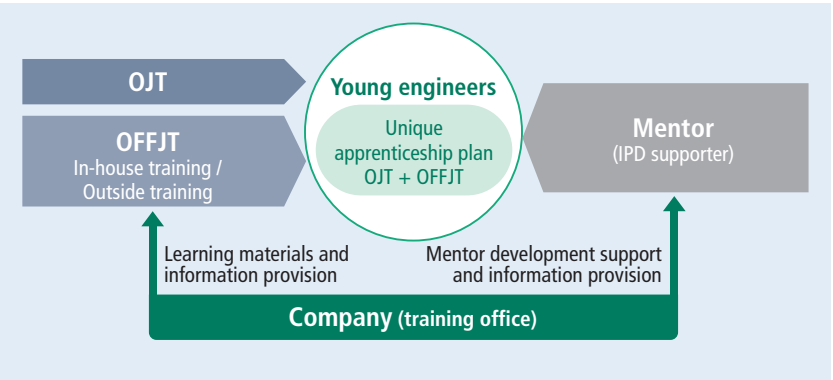 OJT
OFFJT
In-house training /
Outside training
Young engineers
Unique
apprenticeship plan
OJT + OFFJT
Mentor
(IPD supporter)
Learning materials and
information provision
Mentor development support
and information provision
Company (training office)